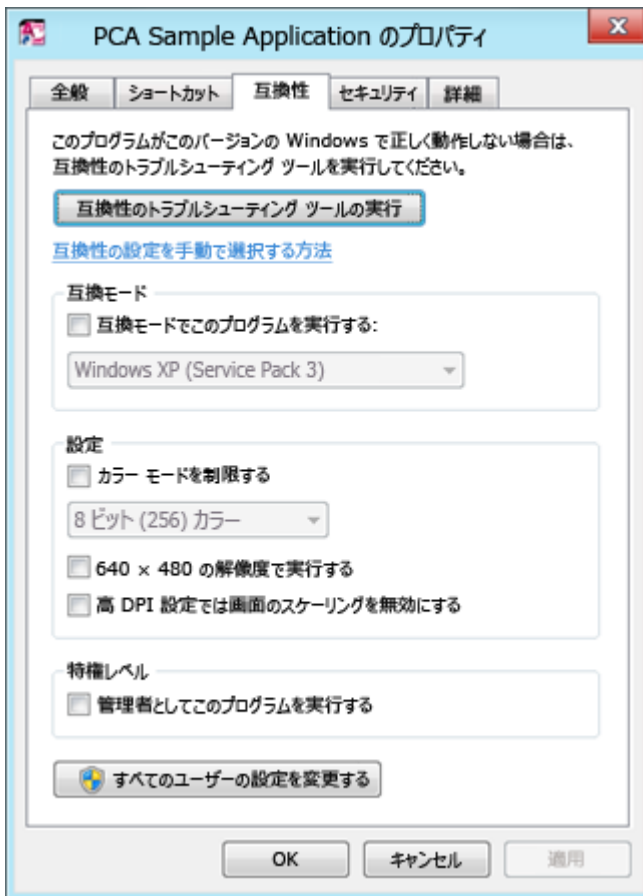 PCA Sample Application のプロパティ
全般 ショートカット 互換性 セキュリティ 詳細
このプログラムがこのバージョンの Windows で正しく動作しない場合は、
互換性のトラブルシューティング ツールを実行してください。
互換性のトラブルシューティング ツールの実行
互換性の設定を手動で選択する方法
互換モード
互換モードでこのプログラムを実行する:
Windows XP (Service Pack 3)
設定
カラー モードを制限する
8 ビット (256) カラー
640 × 480 の解像度で実行する
高 DPI 設定では画面のスケーリングを無効にする
特権レベル
管理者としてこのプログラムを実行する
すべてのユーザーの設定を変更する
OK キャンセル 適用